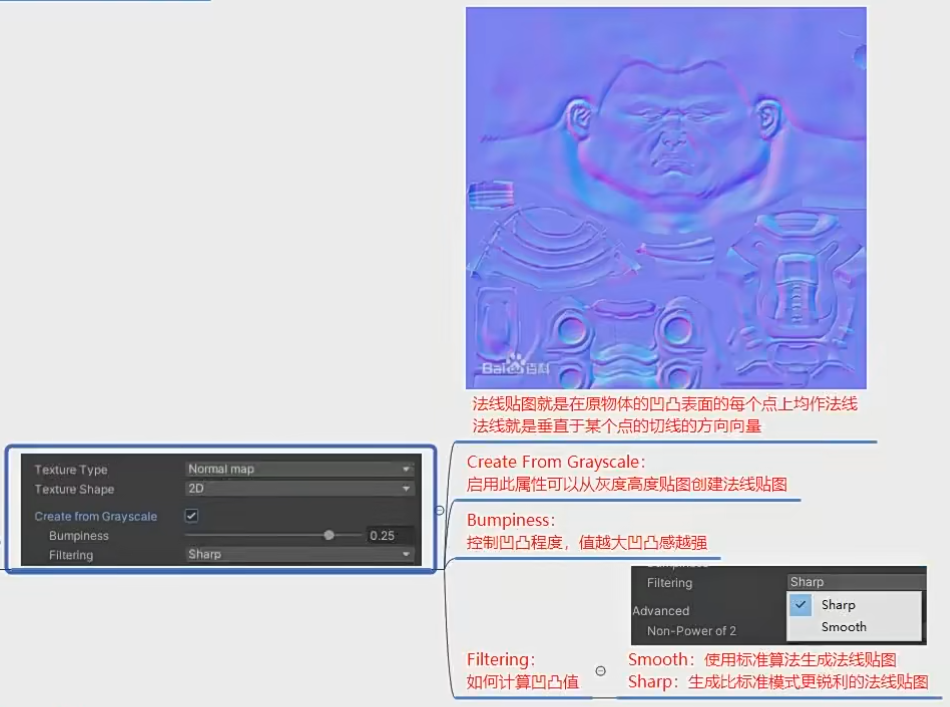 Bai百科
法线贴图就是在原物体的凹凸表面的每个点上均作法线
法线就是垂直于某个点的切线的方向向量
Texture Type Normal map
Texture Shape 2D
Create from Grayscale
Bumpiness 0.25
Filtering Sharp
Create From Grayscale:
启用此属性可以从灰度高度贴图创建法线贴图
Bumpiness:
控制凹凸程度，值越大凹凸感越强
Filtering:
如何计算凹凸值
Bumpiness
Filtering Sharp
Sharp
Smooth
Advanced
Non-Power of 2
Smooth：使用标准算法生成法线贴图
Sharp：生成比标准模式更锐利的法线贴图